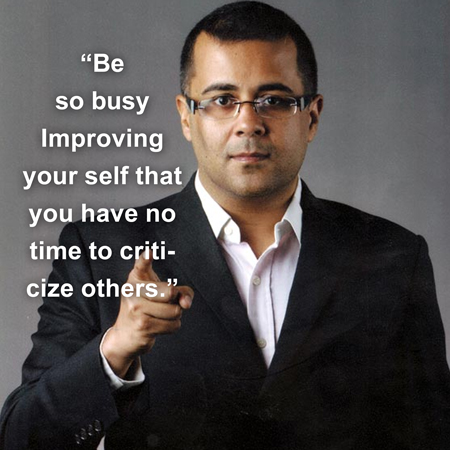 “Be
so busy
Improving
your self that
you have no
time to criti-
cize others.”